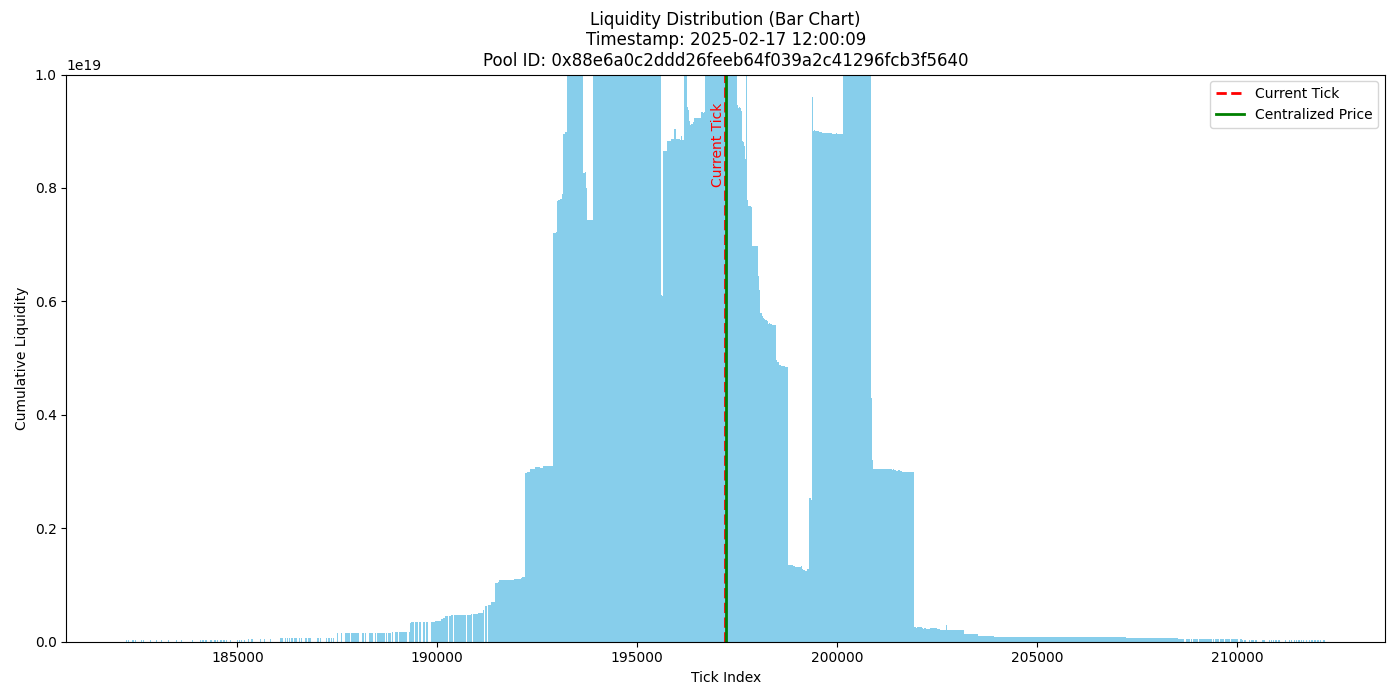 Liquidity Distribution (Bar Chart)
Timestamp: 2025-02-17 12:00:09
Pool ID: 0x88e6a0c2ddd26feeb64f039a2c41296fcb3f5640
1e19
1.0
0.8
0.6
0.4
0.2
0.0
Cumulative Liquidity
Current Tick
Current Tick
Centralized Price
185000
190000
195000
200000
205000
210000
Tick Index